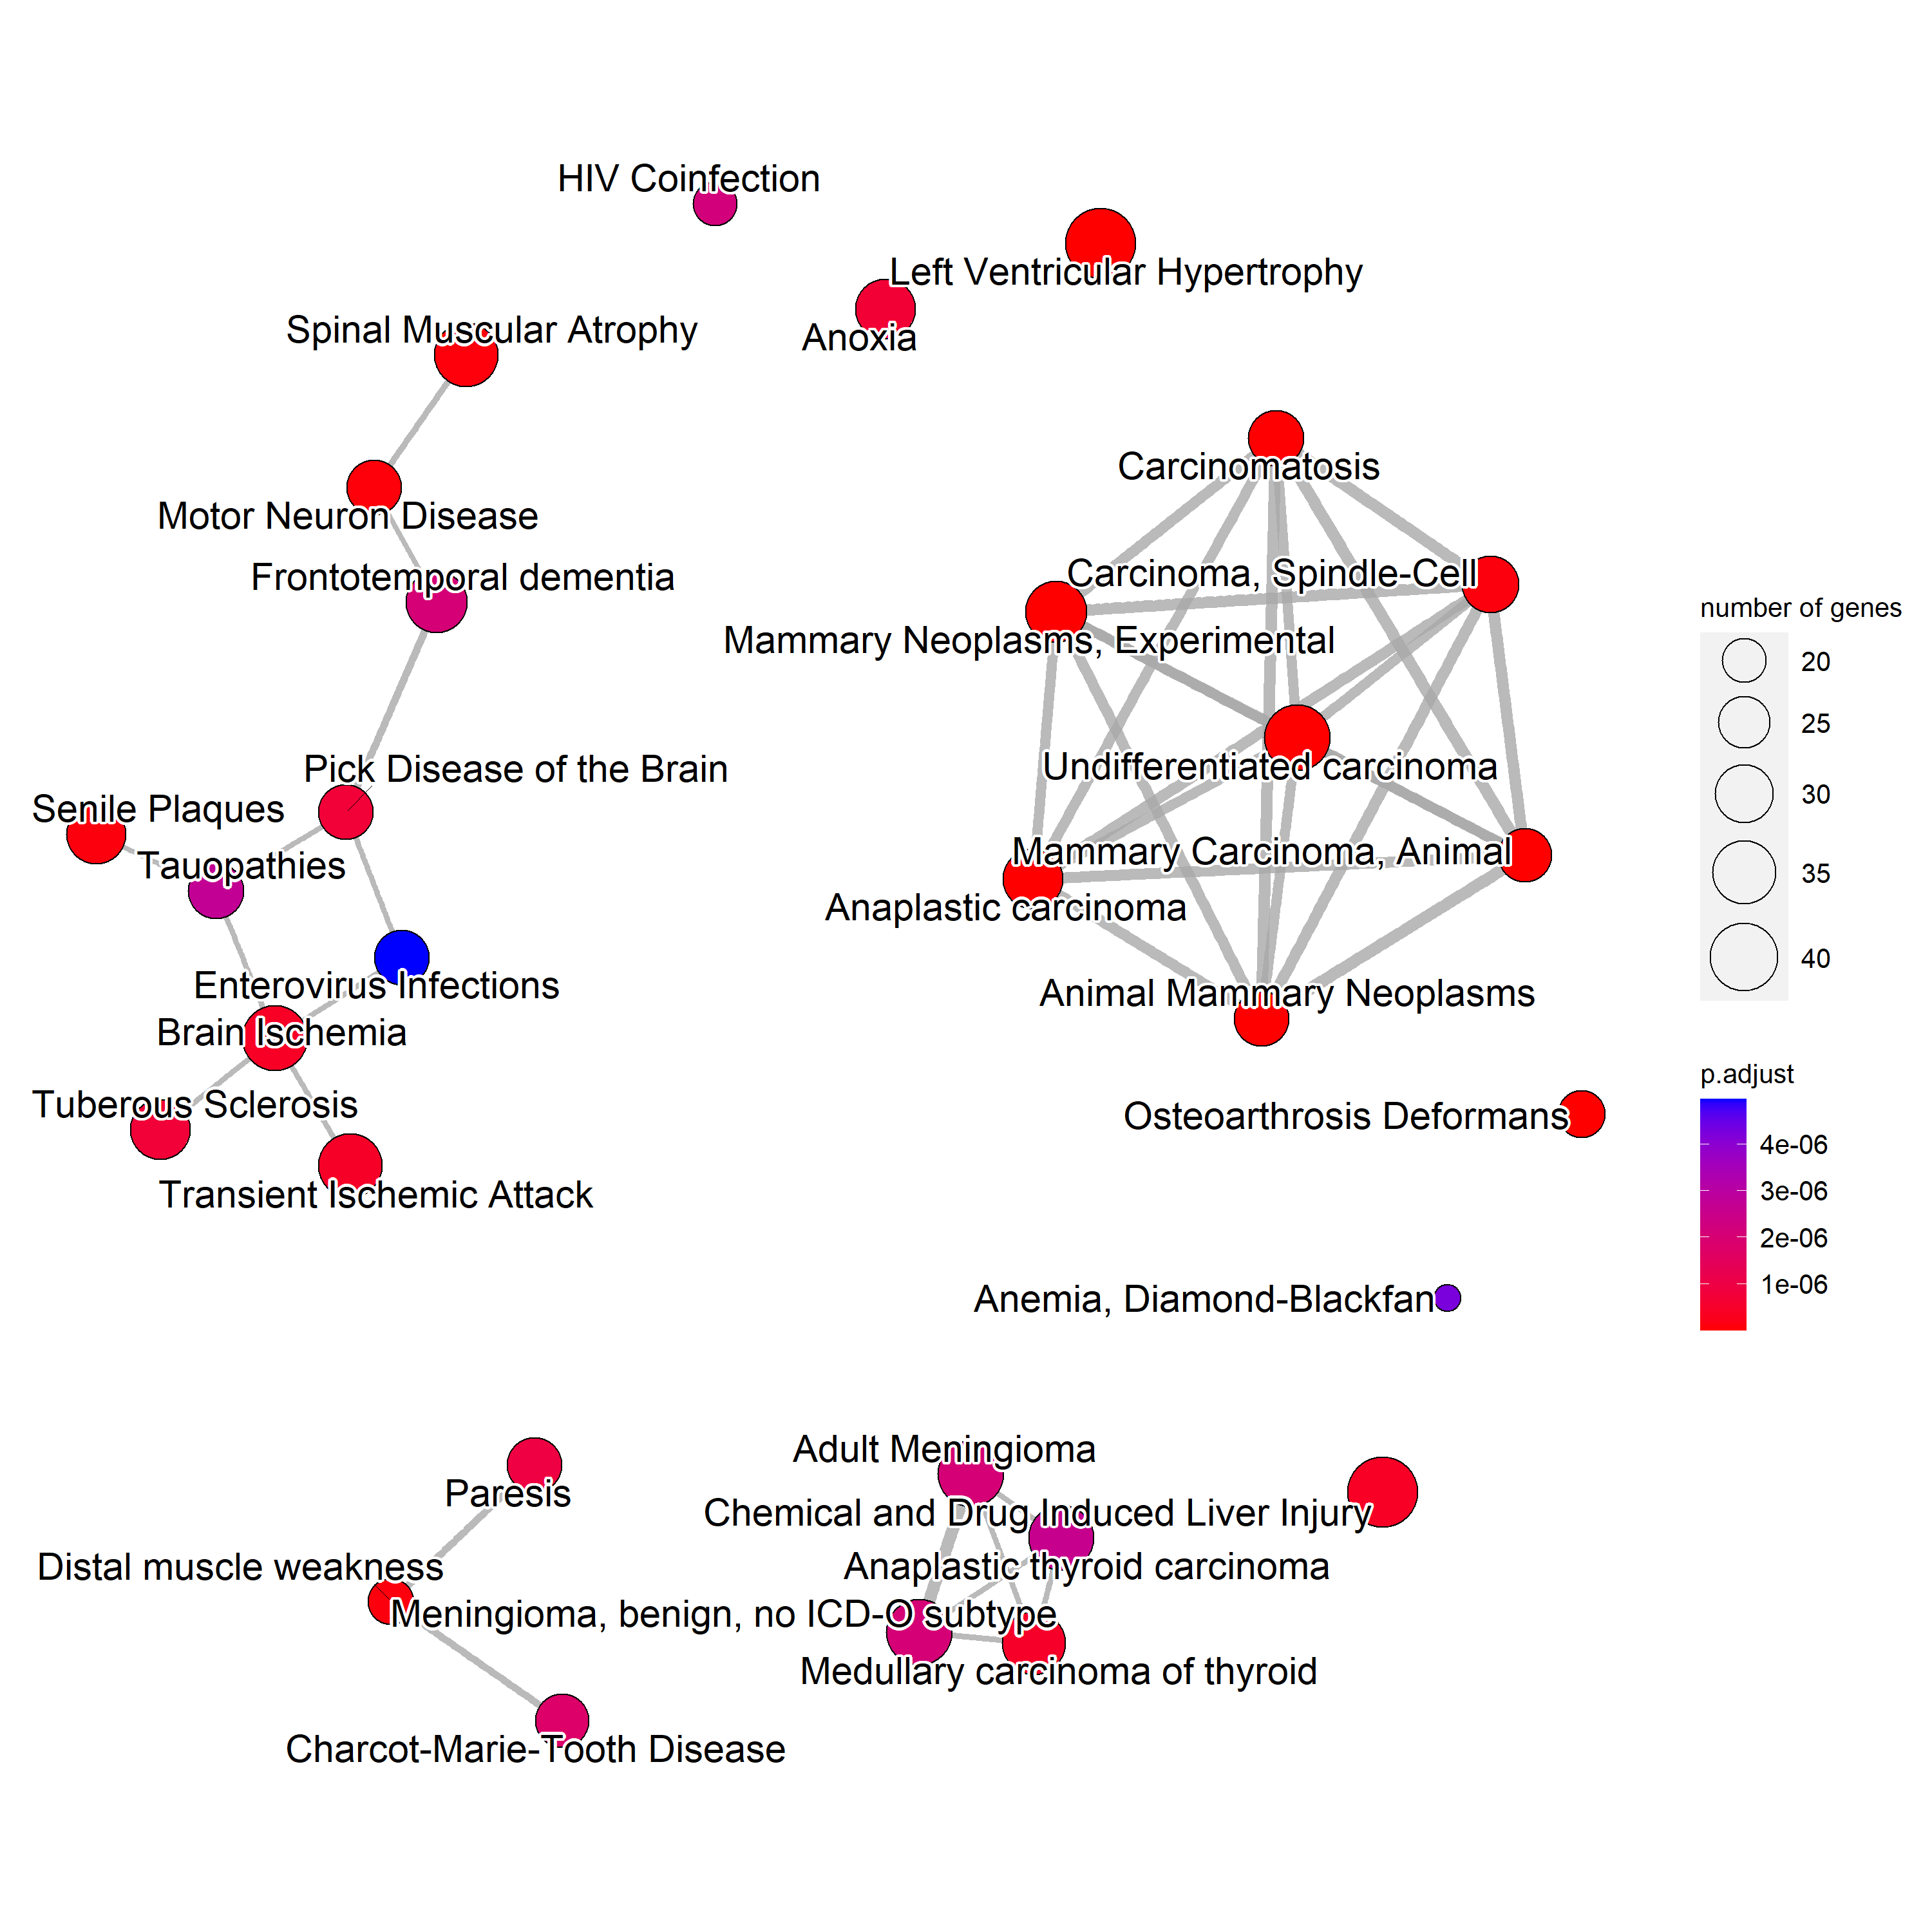 HIV Coinfection
Left Ventricular Hypertrophy
Spinal Muscular Atrophy
Anoxia
Carcinomatosis
Motor Neuron Disease
Carcinoma, Spindle-Cell
Frontotemporal dementia
number of genes
Mammary Neoplasms, Experimental
20
25
Undifferentiated carcinoma
Pick Disease of the Brain
30
Senile Plaques
Mammary Carcinoma, Animal
Tauopathies
35
Anaplastic carcinoma
40
Enterovirus Infections
Animal Mammary Neoplasms
Brain Ischemia
p.adjust
Tuberous Sclerosis
Osteoarthrosis Deformans
4e-06
3e-06
Transient Ischemic Attack
2e-06
1e-06
Anemia, Diamond-Blackfan
Adult Meningioma
Paresis
Chemical and Drug Induced Liver Injury
Distal muscle weakness
Anaplastic thyroid carcinoma
Meningioma, benign, no ICD-O subtype
Medullary carcinoma of thyroid
Charcot-Marie-Tooth Disease